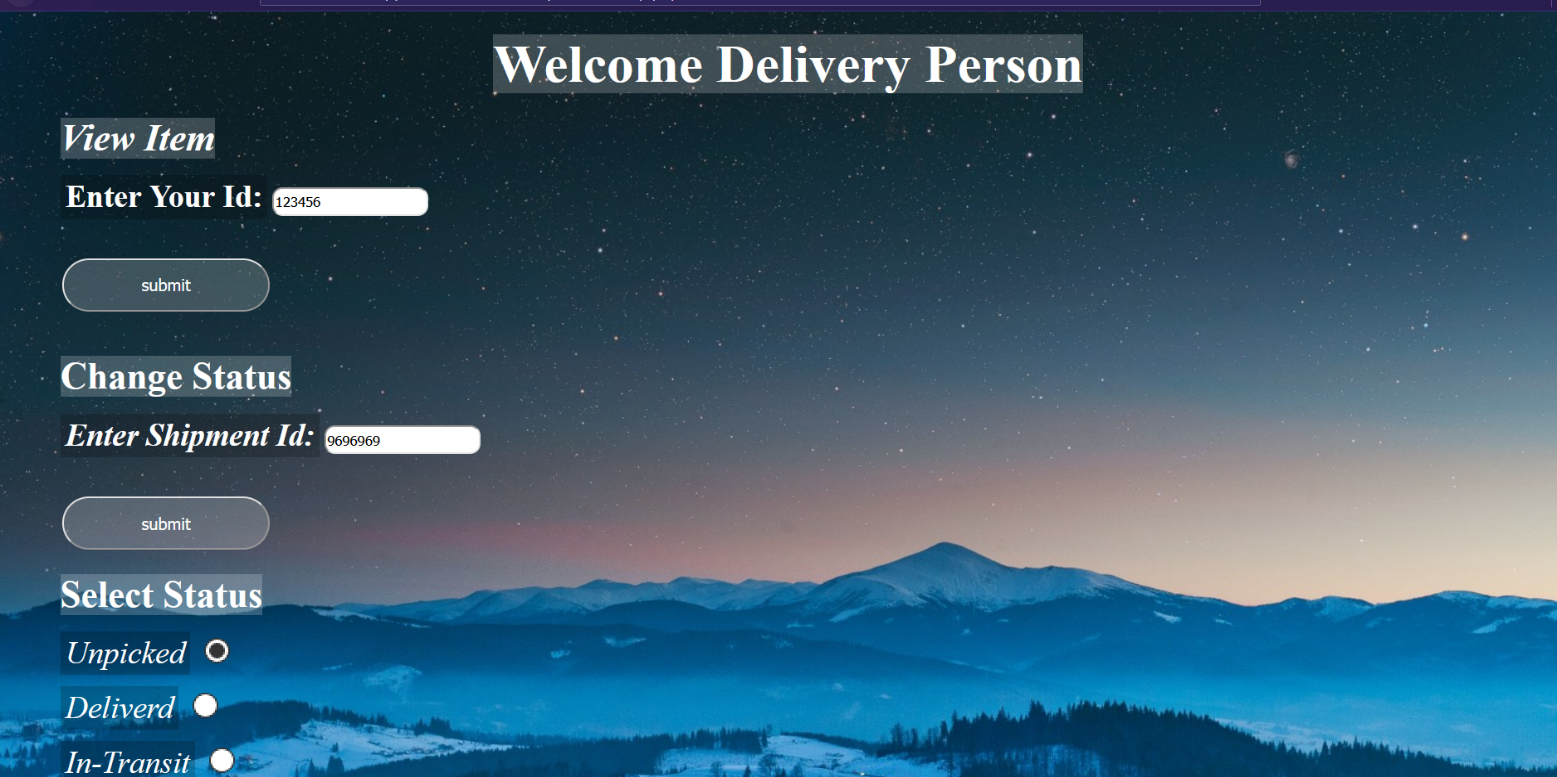 Welcome Delivery Person
View Item
Enter Your Id: 123456
submit
Change Status
Enter Shipment Id: 9696969
submit
Select Status
Unpicked
Deliverd
In-Transit